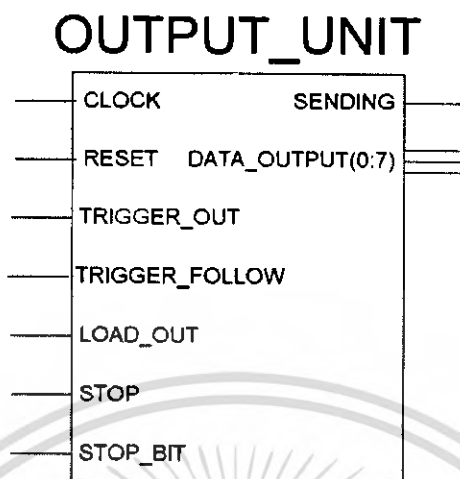 OUTPUT_UNIT
CLOCK SENDING
RESET DATA_OUTPUT(0:7)
TRIGGER_OUT
TRIGGER_FOLLOW
LOAD_OUT
STOP
STOP_BIT